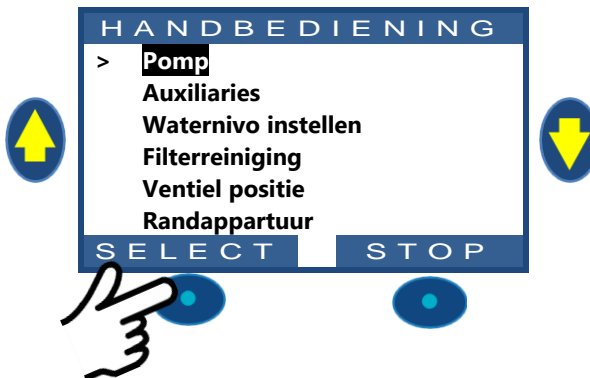 HANDBEDIENING
> Pomp
Auxiliaries
Waternivo instellen
Filterreiniging
Ventiel positie
Randappartuur
SELECT STOP